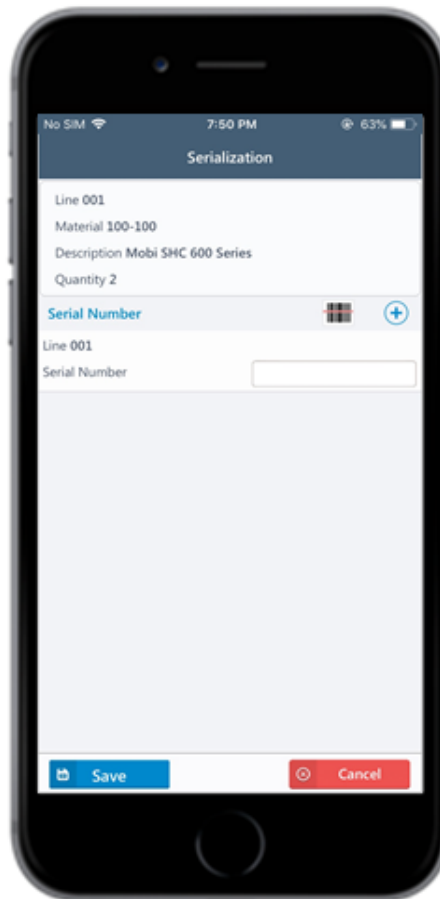 No SIM 7:50 PM 63%
Serialization
Line 001
Material 100-100
Description Mobi SHC 600 Series
Quantity 2
Serial Number
Line 001
Serial Number
Save Cancel